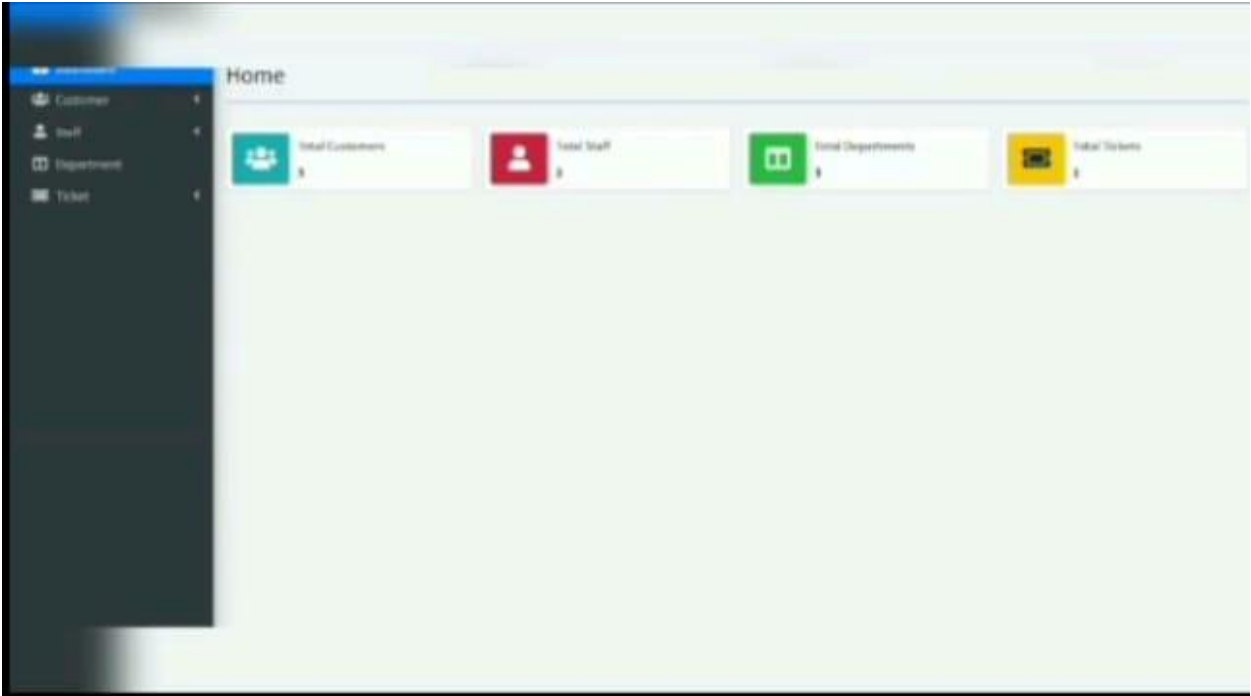 Home
Customer
Staff
Department
Ticket
Total Customers
Total Staff
Total Departments
Total Tickets